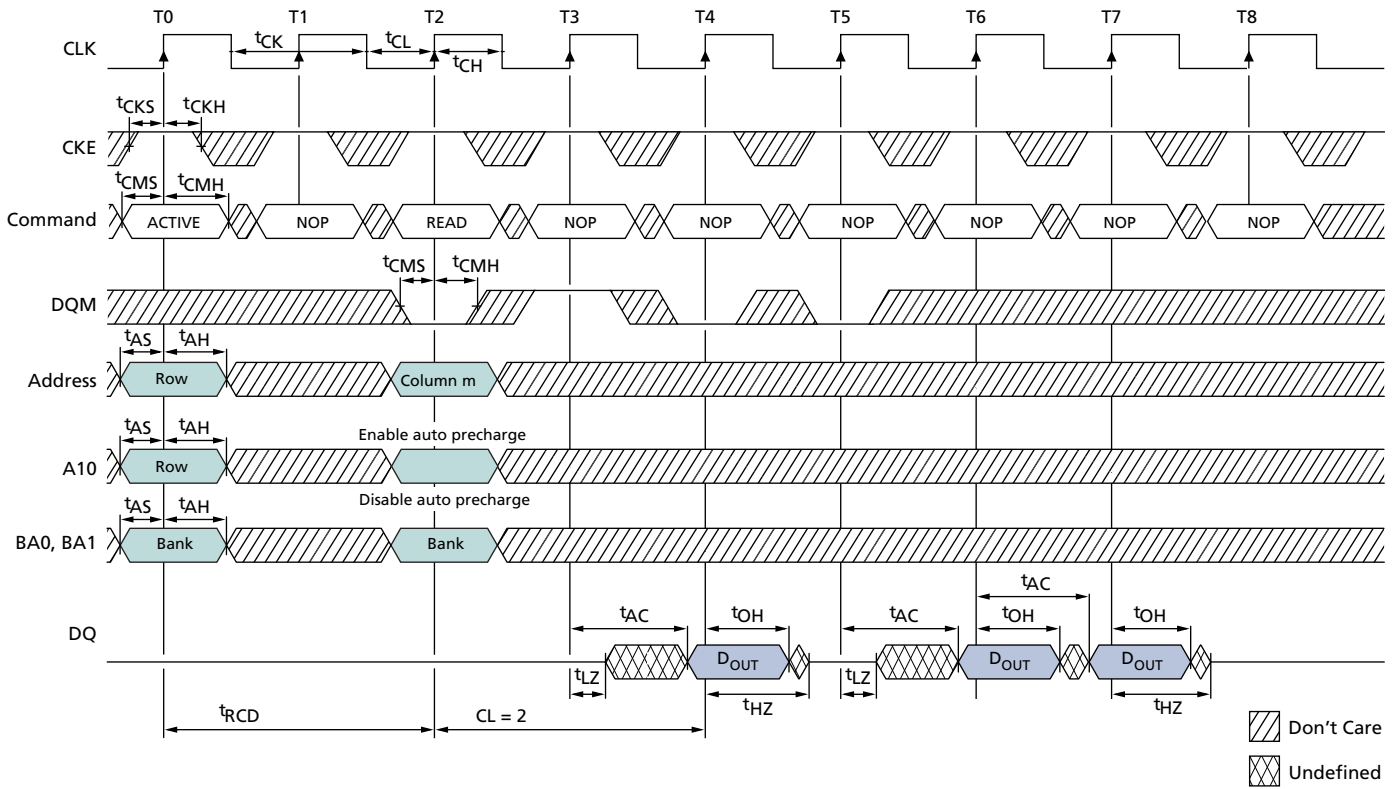 T0 T1 T2 T3 T4 T5 T6 T7 T8
CLK
tCK tCL
tCH
tCKS tCKH
CKE
tCMS tCMH
Command ACTIVE NOP READ NOP NOP NOP NOP NOP NOP
tCMS tCMH
DQM
tAS tAH
Address Row Column m
tAS tAH
Enable auto precharge
A10 Row
Disable auto precharge
tAS tAH
BA0, BA1 Bank Bank
tAC
tAC tOH tAC tOH tOH
DQ
DOUT DOUT DOUT
tLZ tLZ
tHZ tHZ
tRCD CL = 2
Don't Care
Undefined